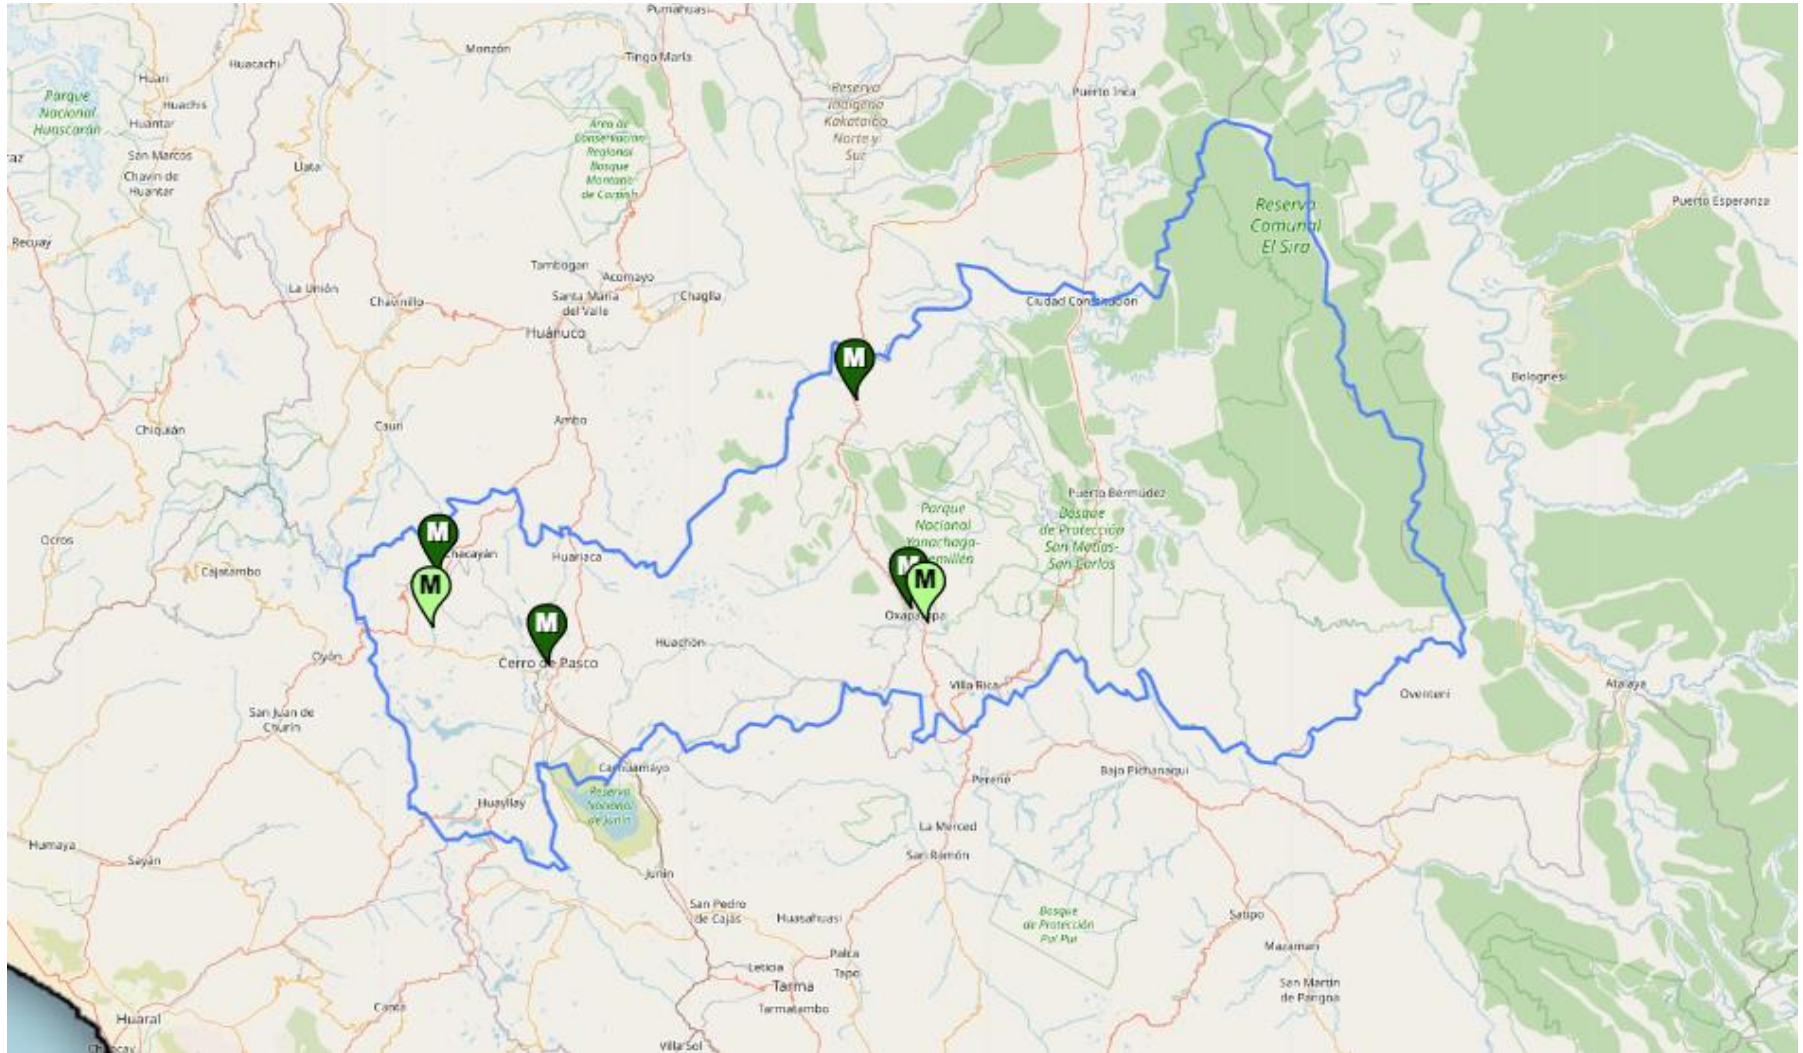 Pumahuasi
Monzón
Tingo María
Huacachi
Huari
Huachis
Huantar
Parque
Nacional
Huascarán
San Marcos
Chavín de
Huantar
Llata
Recuay
La Unión
Chavinillo
Área de
Conservación
Regional
Bosque
Montano
de Carpish
Reserva
Indígena
Kakataibo
Norte y
Sur
Puerto Inca
Reserva
Comunal
El Sira
Puerto Esperanza
Tambogan
Acomayo
Santa María
del Valle
Chaglla
Huánuco
Ciudad Constitución
M
Bolognesi
Ambo
Cauri
Chiquián
Puerto Bermúdez
Bosque
de Protección
San Matías-
San Carlos
Parque
Nacional
Yanachaga-
emillén
M
Chacayán
Huariaca
Ocros
Cajatambo
M
M
M
Oxapampa
M
Huachón
Cerro de Pasco
Oyón
Villa Rica
Oventeni
Atalaya
San Juan de
Churín
Carhuamayo
Perené
Bajo Pichanaqui
Reserva
Nacional
de Junín
Huayllay
La Merced
San Ramón
Humaya
Sayán
Junín
San Pedro
de Cajas
Huasahuasi
Bosque
de Protección
Pui Pui
Satipo
Mazamari
Palca
Leticia
Tapo
Tarma
Tarmatambo
San Martín
de Pangoa
Canta
Huaral
Villa Sol